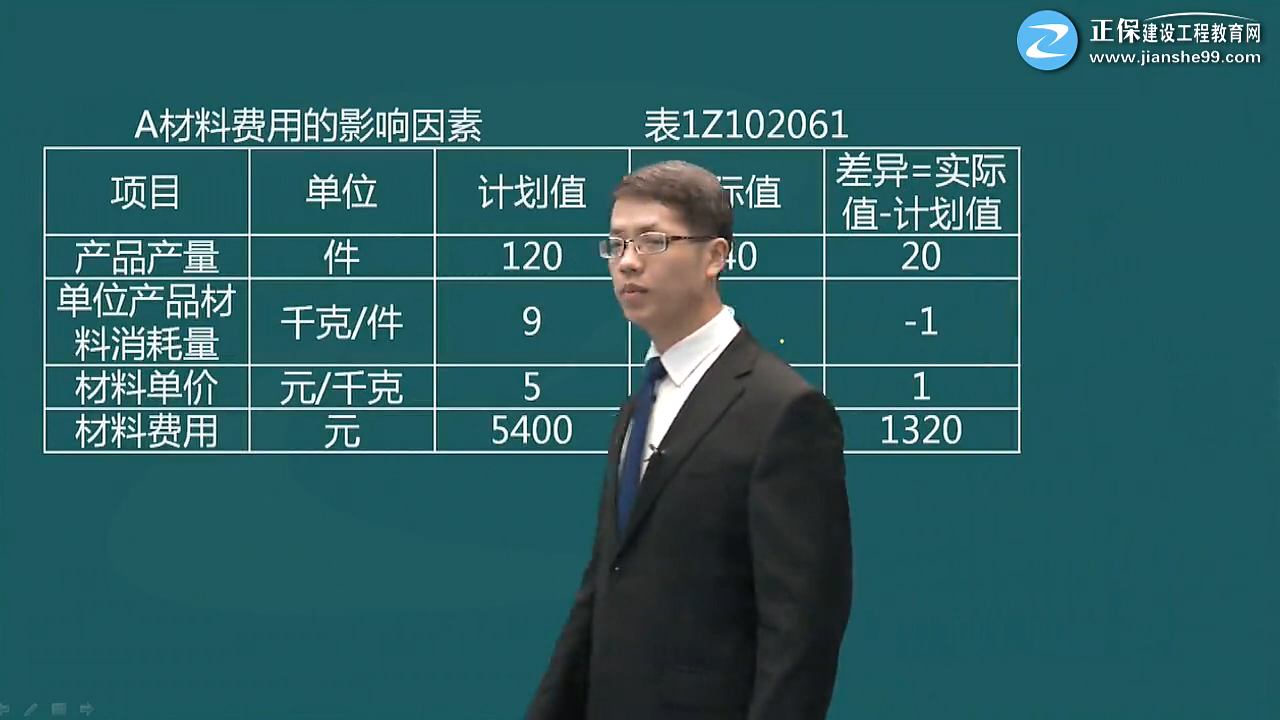 正保建设工程教育网
www.jianshe99.com
A材料费用的影响因素 表1Z102061
项目 单位 计划值 际值 差异=实际值-计划值
产品产量 件 120 40 20
单位产品材料消耗量 千克/件 9 -1
材料单价 元/千克 5 1
材料费用 元 5400 1320